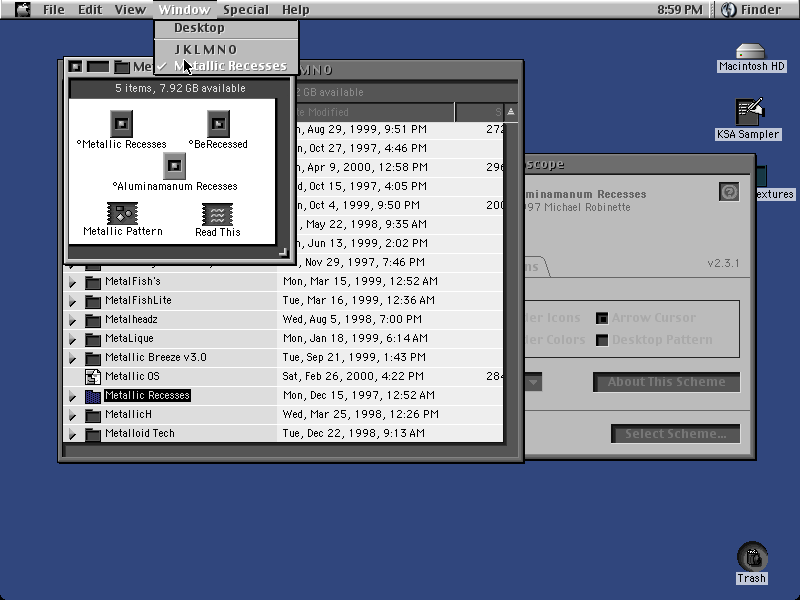 File Edit View Window Special Help 8:59 PM Finder
Desktop
J K L M N O
✓ Metallic Recesses
Me
M N O
5 items, 7.92 GB available
GB available
Modified
S
°Metallic Recesses
°BeRecessed
°Aluminamanum Recesses
Metallic Pattern
Read This
n, Aug 29, 1999, 9:51 PM 272
n, Oct 27, 1997, 4:46 PM
n, Apr 9, 2000, 12:58 PM 296
d, Oct 15, 1997, 4:05 PM
n, Oct 4, 1999, 9:50 PM 200
, May 22, 1998, 9:35 AM
n, Jun 13, 1999, 2:02 PM
, Nov 29, 1997, 7:46 PM
MetalFish's Mon, Mar 15, 1999, 12:52 AM
MetalFishLite Tue, Mar 16, 1999, 12:36 AM
Metalheadz Wed, Aug 5, 1998, 7:00 PM
MetaLique Mon, Jan 18, 1999, 6:14 AM
Metallic Breeze v3.0 Tue, Sep 21, 1999, 1:43 PM
Metallic OS Sat, Feb 26, 2000, 4:22 PM 284
Metallic Recesses Mon, Dec 15, 1997, 12:52 AM
MetallicH Wed, Mar 25, 1998, 12:26 PM
Metalloid Tech Tue, Dec 22, 1998, 9:13 AM
scope
minamanum Recesses
997 Michael Robinette
ns
v2.3.1
der Icons
Arrow Cursor
ler Colors
Desktop Pattern
About This Scheme
Select Scheme...
Macintosh HD
KSA Sampler
extures
Trash